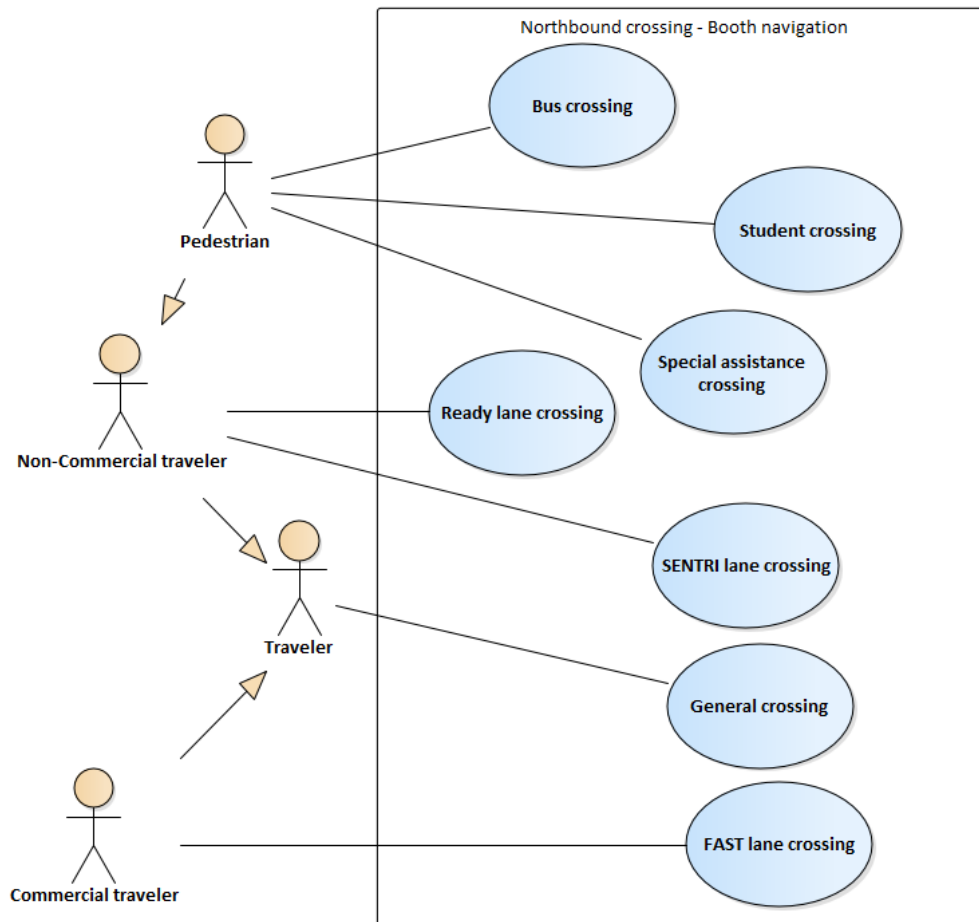 Northbound crossing - Booth navigation
Bus crossing
Pedestrian
Student crossing
Special assistance
crossing
Non-Commercial traveler
Ready lane crossing
SENTRI lane crossing
Traveler
General crossing
Commercial traveler
FAST lane crossing